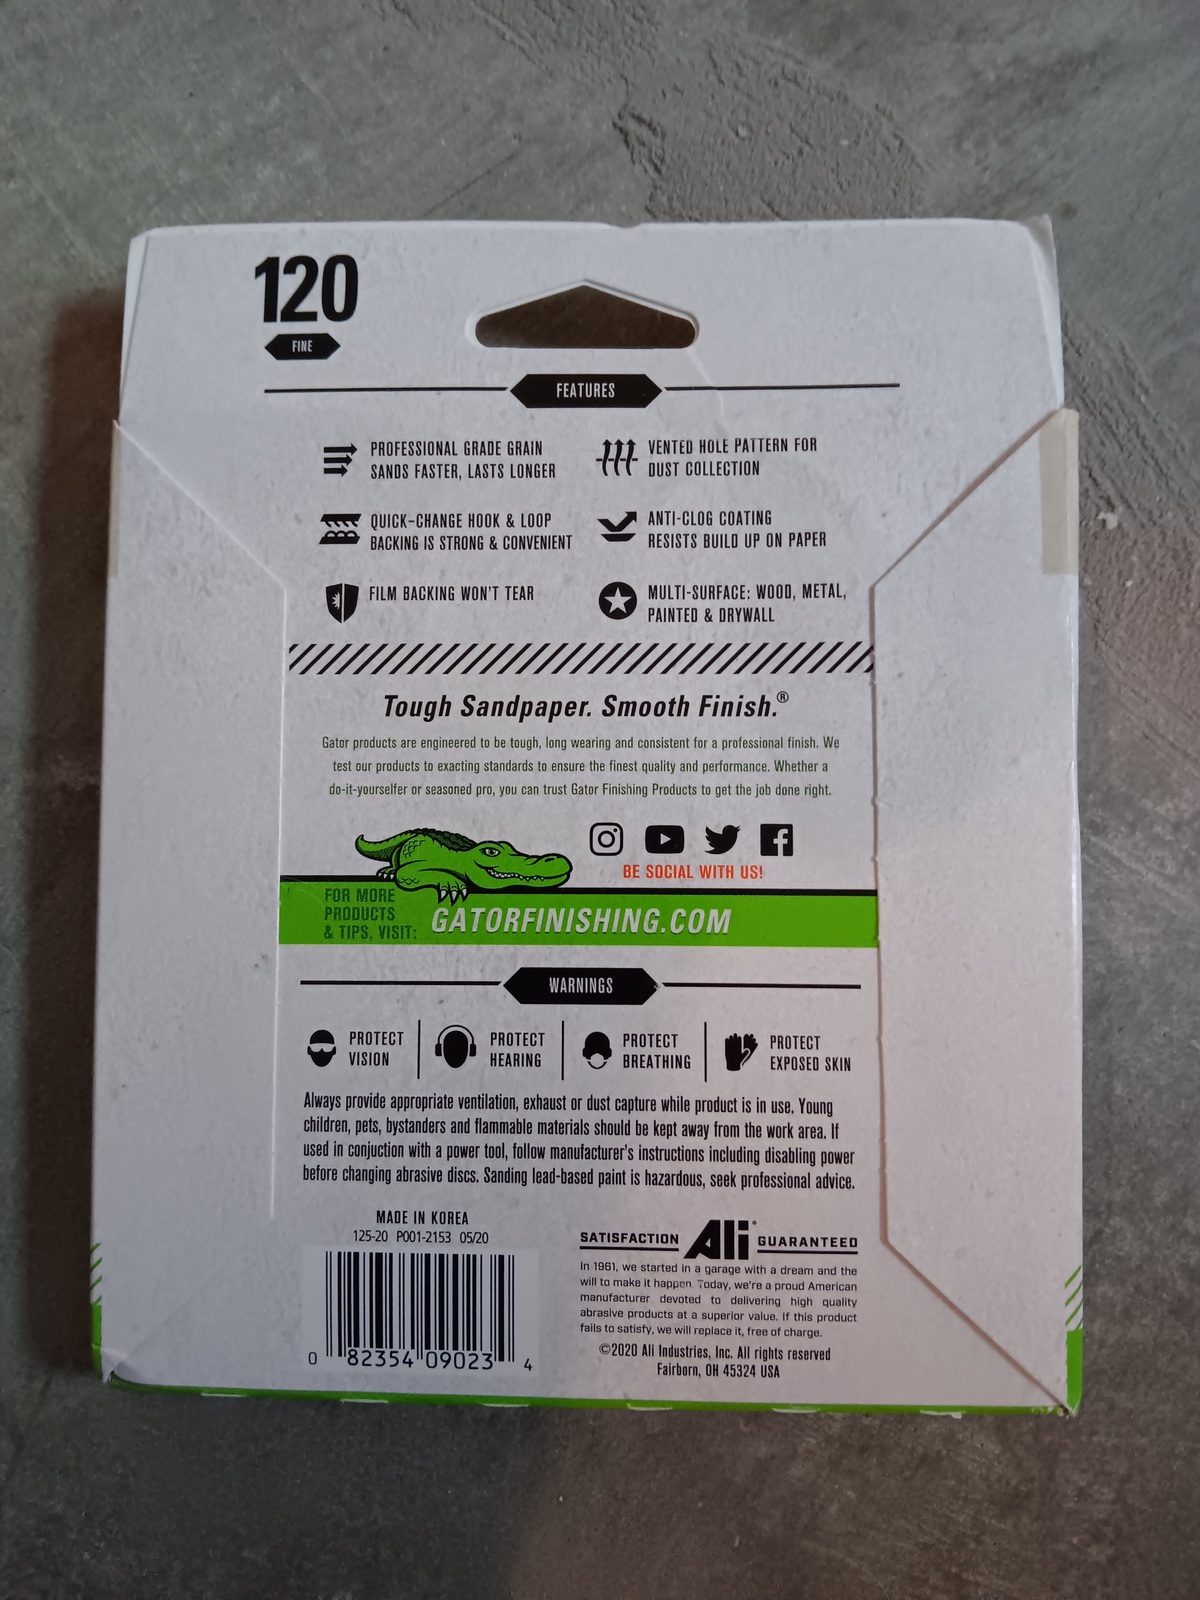 120
FINE
FEATURES
PROFESSIONAL GRADE GRAIN
SANDS FASTER, LASTS LONGER
VENTED HOLE PATTERN FOR
DUST COLLECTION
QUICK-CHANGE HOOK & LOOP
BACKING IS STRONG & CONVENIENT
ANTI-CLOG COATING
RESISTS BUILD UP ON PAPER
FILM BACKING WON'T TEAR
MULTI-SURFACE: WOOD, METAL,
PAINTED & DRYWALL
Tough Sandpaper. Smooth Finish.®
Gator products are engineered to be tough, long wearing and consistent for a professional finish. We
test our products to exacting standards to ensure the finest quality and performance. Whether a
do-it-yourselfer or seasoned pro, you can trust Gator Finishing Products to get the job done right.
BE SOCIAL WITH US!
FOR MORE
PRODUCTS
& TIPS, VISIT:
GATORFINISHING.COM
WARNINGS
PROTECT
VISION
PROTECT
HEARING
PROTECT
BREATHING
PROTECT
EXPOSED SKIN
Always provide appropriate ventilation, exhaust or dust capture while product is in use. Young
children, pets, bystanders and flammable materials should be kept away from the work area. If
used in conjuction with a power tool, follow manufacturer's instructions including disabling power
before changing abrasive discs. Sanding lead-based paint is hazardous, seek professional advice.
MADE IN KOREA
125-20 P001-2153 05/20
0 82354 09023 4
SATISFACTION Ali® GUARANTEED
In 1961, we started in a garage with a dream and the
will to make it happen. Today, we're a proud American
manufacturer devoted to delivering high quality
abrasive products at a superior value. If this product
fails to satisfy, we will replace it, free of charge.
©2020 Ali Industries, Inc. All rights reserved
Fairborn, OH 45324 USA